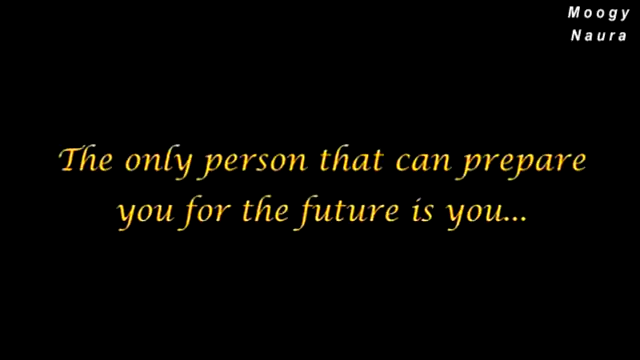 Moogy
Naura
The only person that can prepare
you for the future is you...